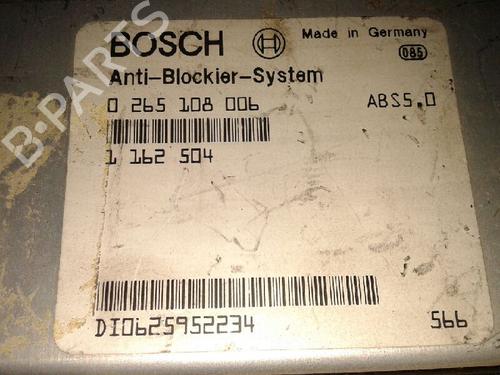 BOSCH
Made in Germany
085
Anti-Blockier-System
0 265 108 006
ABS5.0
1 162 504
DI0625952234
566
B-PARTS